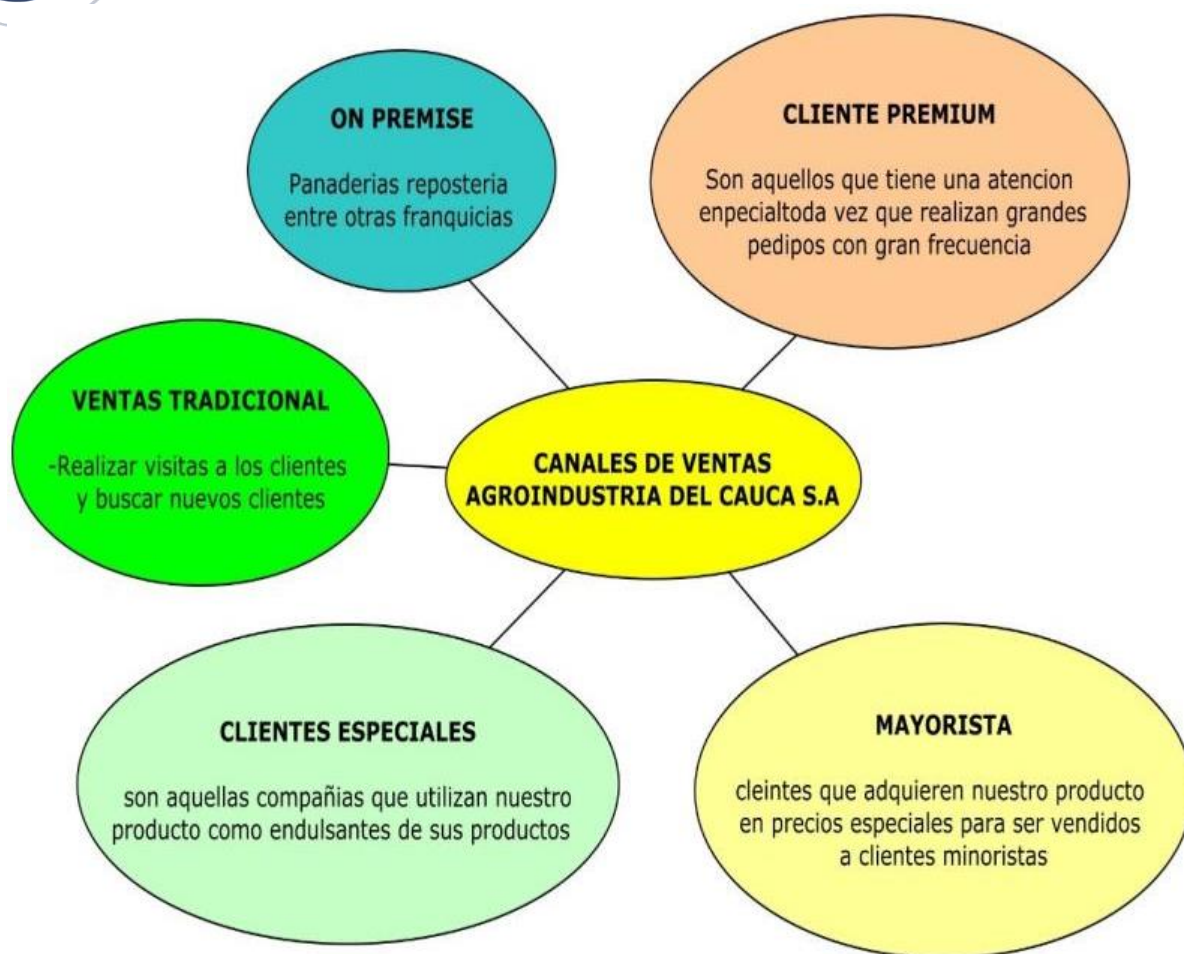 ON PREMISE
Panaderias reposteria
entre otras franquicias
CLIENTE PREMIUM
Son aquellos que tiene una atencion
enpecialtoda vez que realizan grandes
pedipos con gran frecuencia
VENTAS TRADICIONAL
-Realizar visitas a los clientes
y buscar nuevos clientes
CANALES DE VENTAS
AGROINDUSTRIA DEL CAUCA S.A
CLIENTES ESPECIALES
son aquellas compañias que utilizan nuestro
producto como endulsantes de sus productos
MAYORISTA
cleintes que adquieren nuestro producto
en precios especiales para ser vendidos
a clientes minoristas